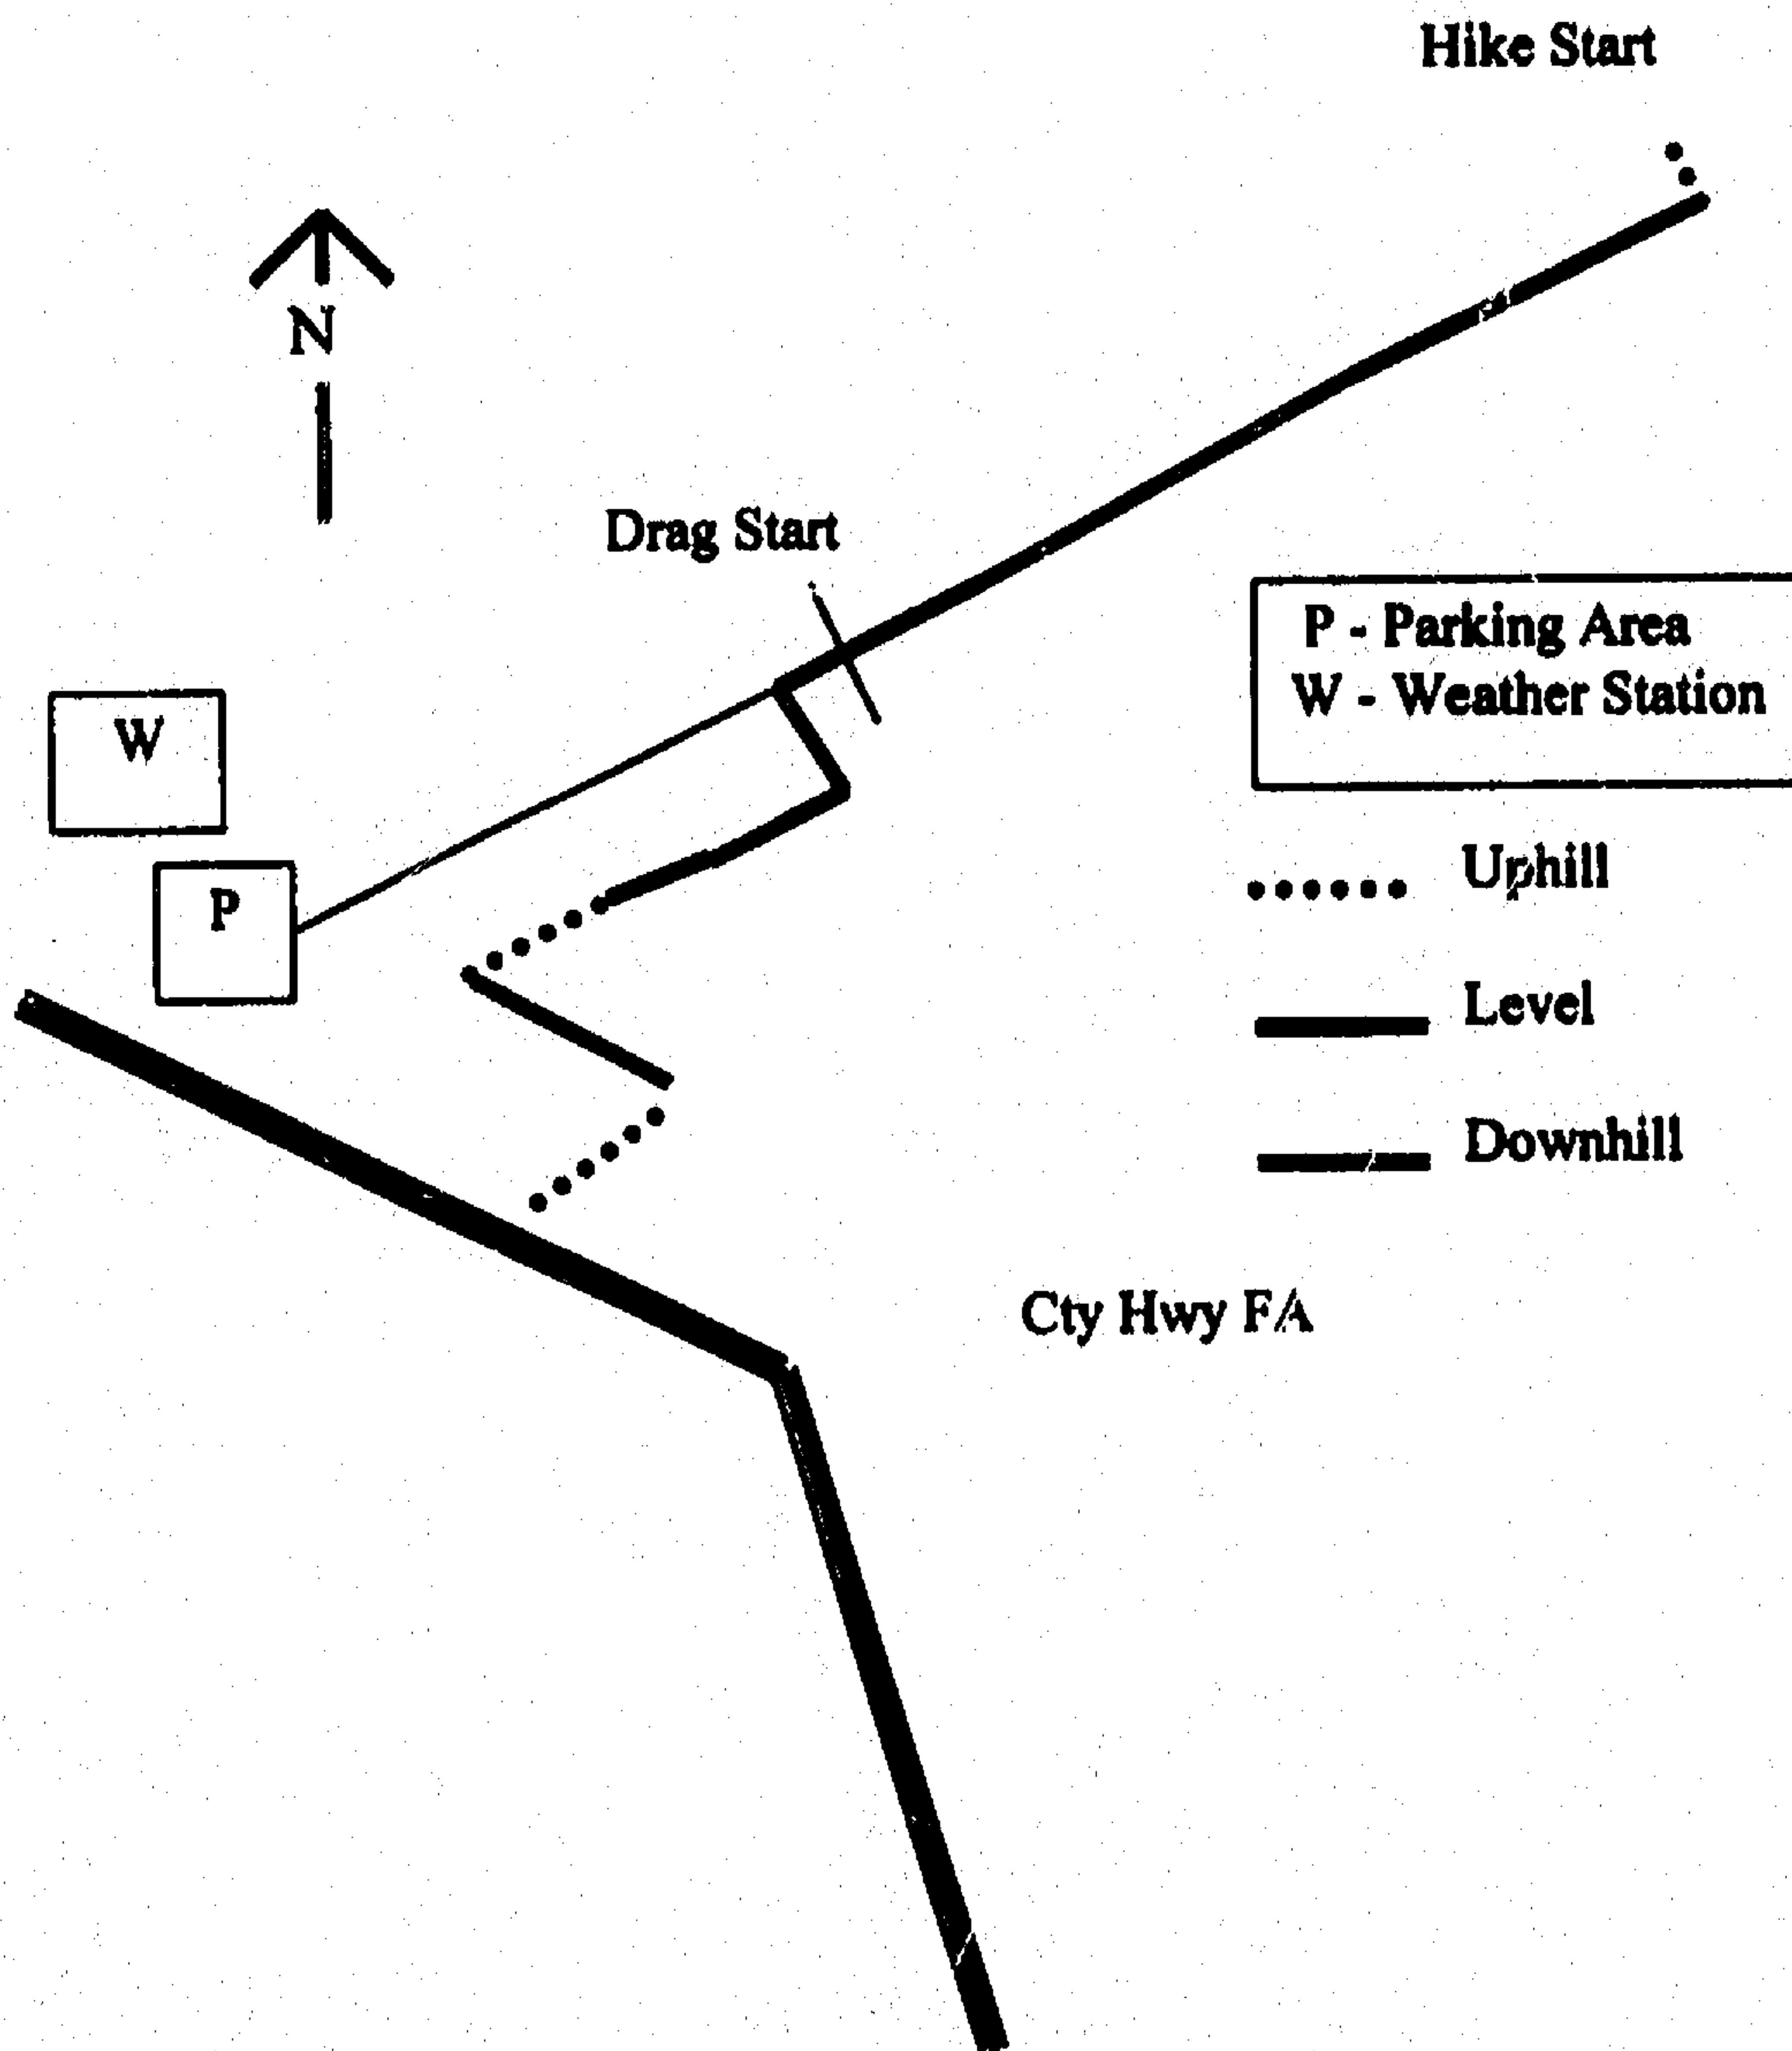 Hike Start
N
Drag Start
P - Parking Area
W - Weather Station
W
P
Uphill
Level
Downhill
Cty Hwy FA